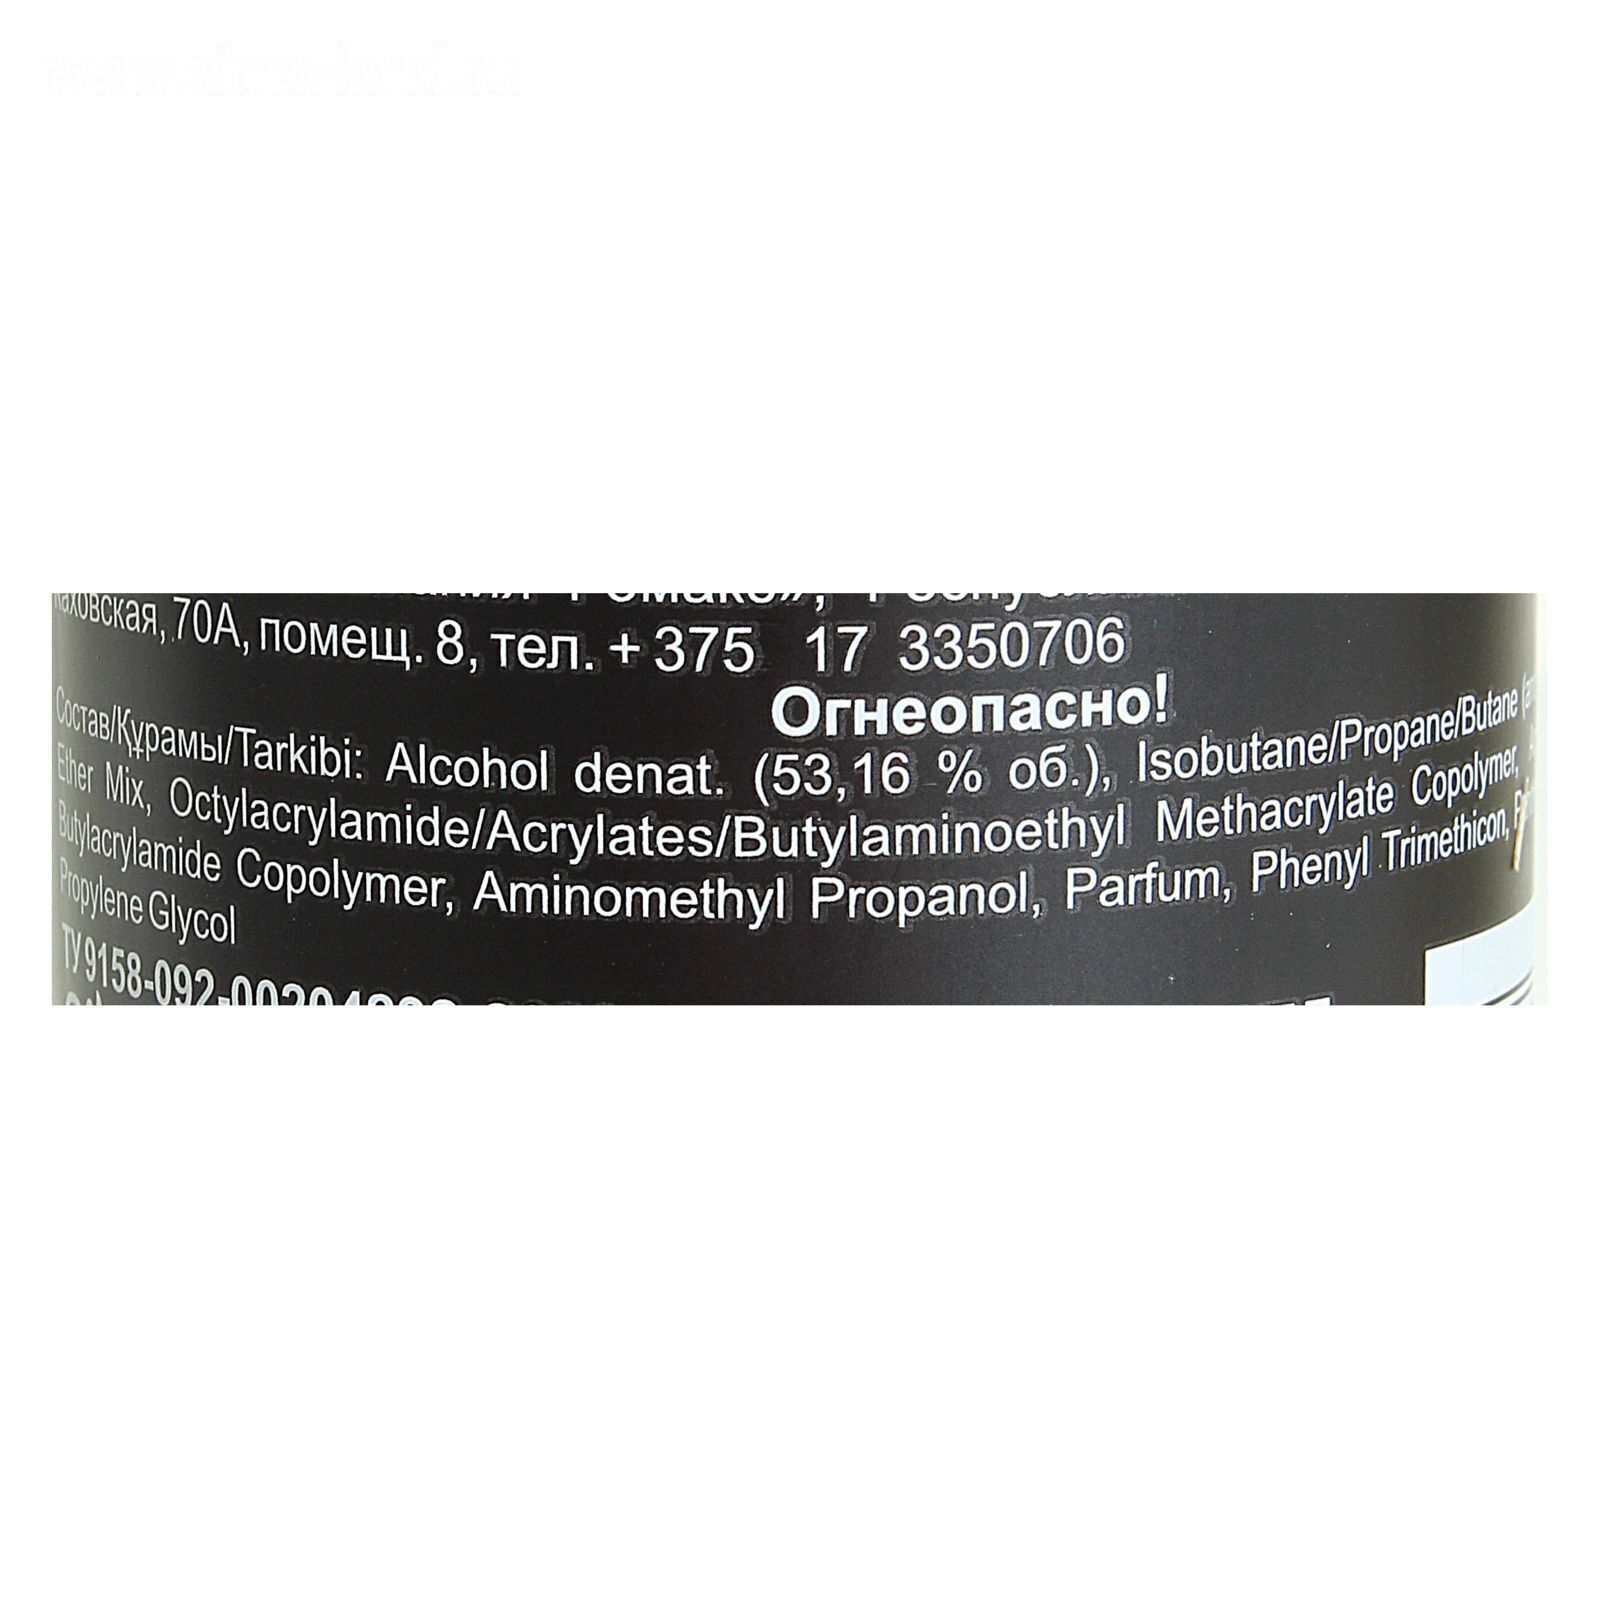 Каховская, 70А, помещ. 8, тел. + 375 17 3350706
Огнеопасно!
Состав/Құрамы/Tarkibi: Alcohol denat. (53,16 % об.), Isobutane/Propane/Butane
Ether Mix, Octylacrylamide/Acrylates/Butylaminoethyl Methacrylate Copolymer,
Butylacrylamide Copolymer, Aminomethyl Propanol, Parfum, Phenyl Trimethicon,
Propylene Glycol
ТУ 9158-092-